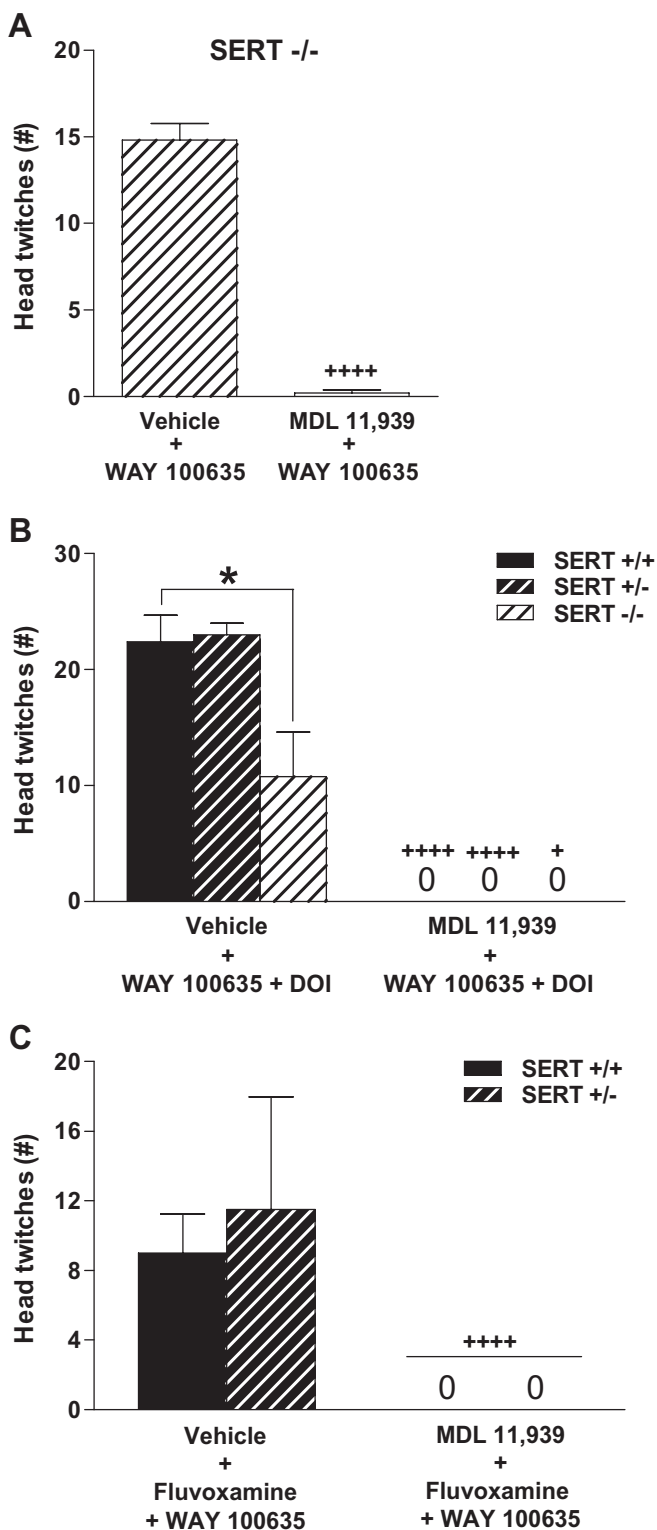 A
SERT -/-
Head twitches (#)
20
15
10
5
0
++++
Vehicle
+
WAY 100635
MDL 11,939
+
WAY 100635
B
Head twitches (#)
30
20
10
0
*
SERT +/+
SERT +/-
SERT -/-
++++ ++++ +
0 0 0
Vehicle
+
WAY 100635 + DOI
MDL 11,939
+
WAY 100635 + DOI
C
Head twitches (#)
20
16
12
8
4
0
SERT +/+
SERT +/-
++++
0 0
Vehicle
+
Fluvoxamine
+ WAY 100635
MDL 11,939
+
Fluvoxamine
+ WAY 100635